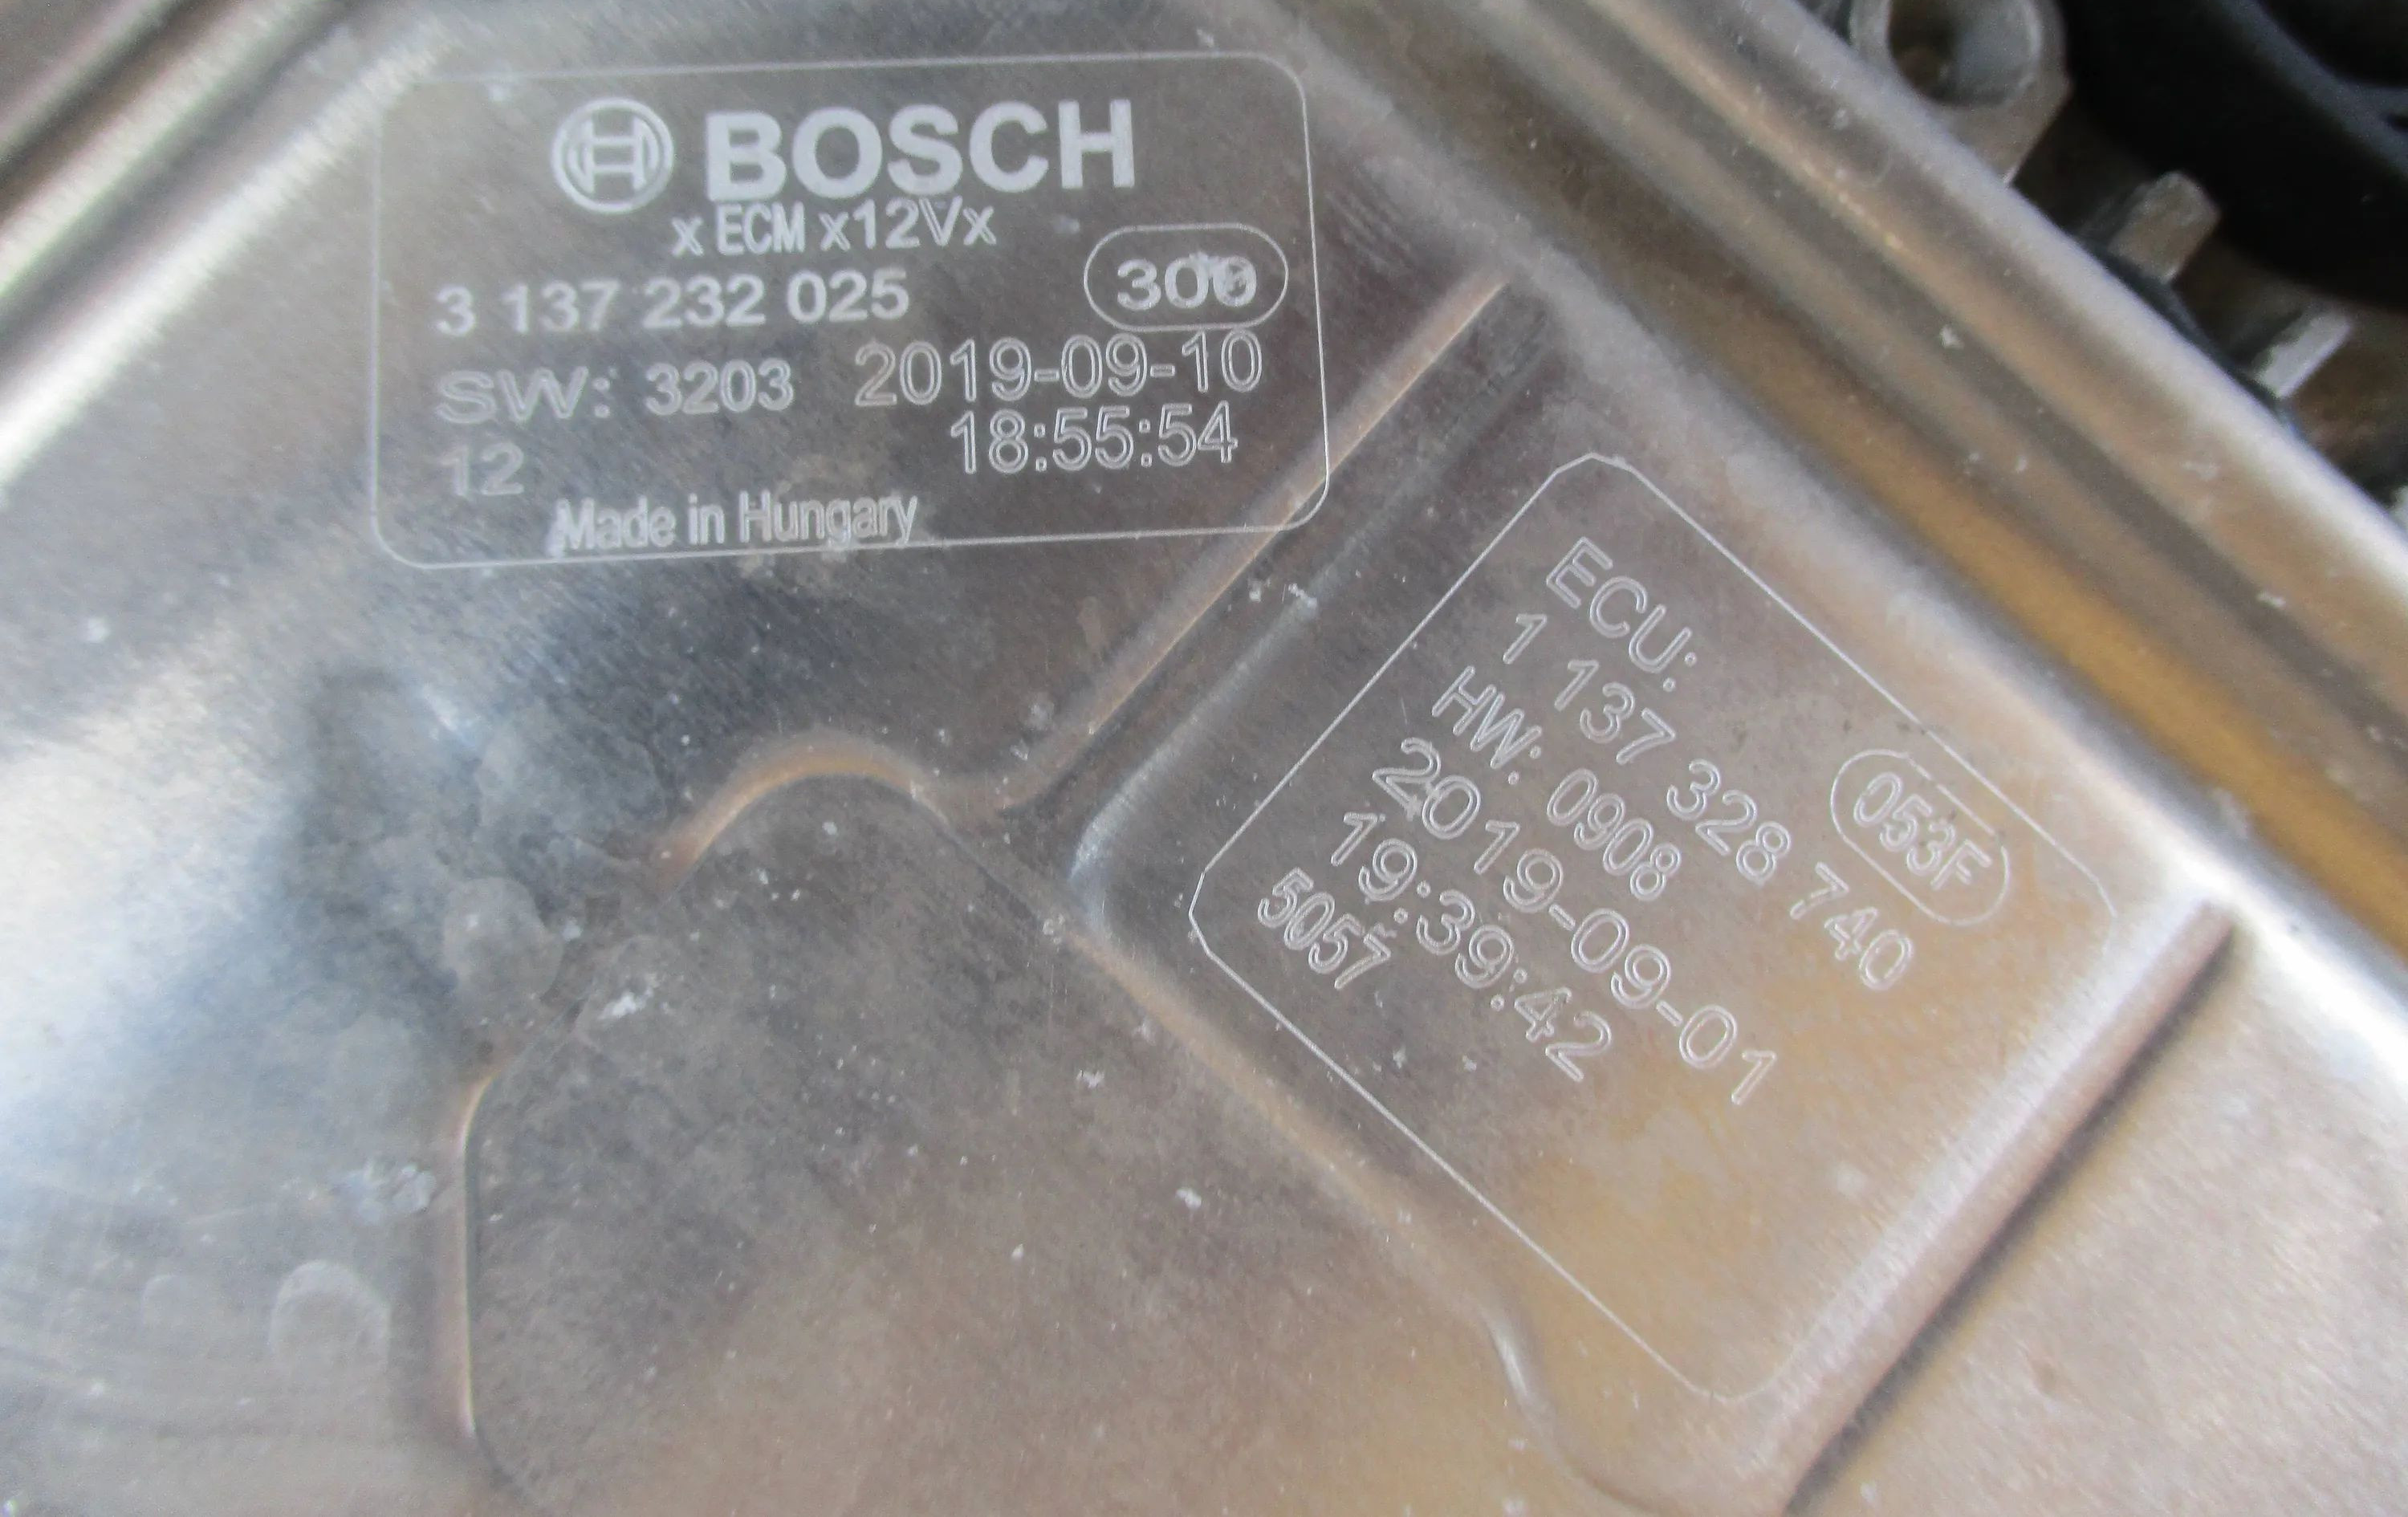 BOSCH
x ECM x12Vx
3 137 232 025 300
SW: 3203 2019-09-10
12 18:55:54
Made in Hungary
ECU:
1 137 328 740
053F
HW: 0908
2019-09-01
19:39:42
5057